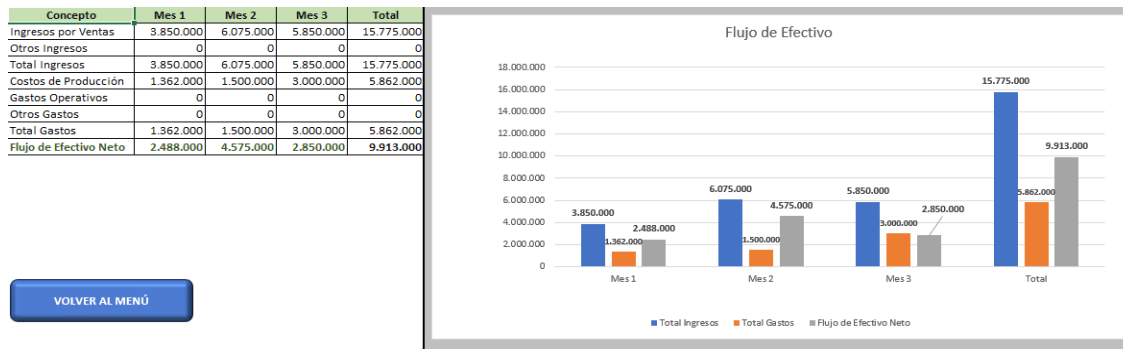 Concepto Mes 1 Mes 2 Mes 3 Total
Ingresos por Ventas 3.850.000 6.075.000 5.850.000 15.775.000
Otros Ingresos 0 0 0 0
Total Ingresos 3.850.000 6.075.000 5.850.000 15.775.000
Costos de Producción 1.362.000 1.500.000 3.000.000 5.862.000
Gastos Operativos 0 0 0 0
Otros Gastos 0 0 0 0
Total Gastos 1.362.000 1.500.000 3.000.000 5.862.000
Flujo de Efectivo Neto 2.488.000 4.575.000 2.850.000 9.913.000
VOLVER AL MENÚ
Flujo de Efectivo
18.000.000
16.000.000
14.000.000
12.000.000
10.000.000
8.000.000
6.000.000
4.000.000
2.000.000
0
3.850.000
1.362.000
2.488.000
6.075.000
1.500.000
4.575.000
5.850.000
3.000.000
2.850.000
15.775.000
5.862.000
9.913.000
Mes 1 Mes 2 Mes 3 Total
Total Ingresos Total Gastos Flujo de Efectivo Neto